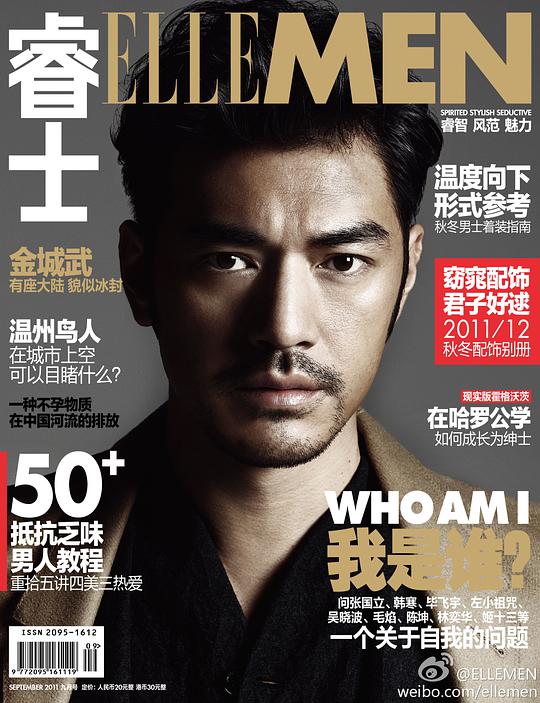 睿士
ELLEMEN
SPIRITED STYLISH SEDUCTIVE
睿智 风范 魅力
温度向下
形式参考
秋冬男士着装指南
金城武
有座大陆 貌似冰封
窈窕配饰
君子好逑
2011/12
秋冬配饰别册
温州鸟人
在城市上空
可以目睹什么?
一种不孕物质
在中国河流的排放
现实版霍格沃茨
在哈罗公学
如何成长为绅士
50+
抵抗乏味
男人教程
重拾五讲四美三热爱
WHO AM I
我是谁?
问张国立、韩寒、毕飞宇、左小祖咒、
吴晓波、毛焰、陈坤、林奕华、姬十三等
一个关于自我的问题
ISSN 2095-1612
09>
9 772095 161119
SEPTEMBER 2011 九月号 定价:人民币20元整 港币30元整
@ELLEMEN
weibo.com/ellemen